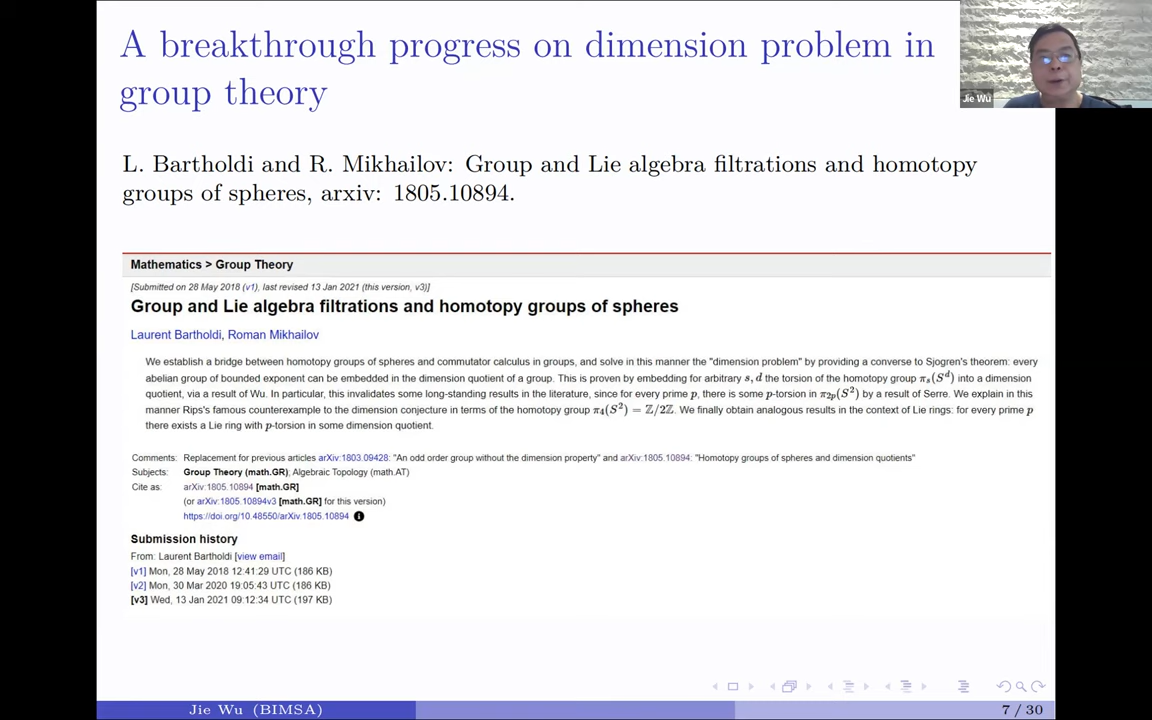 A breakthrough progress on dimension problem in
group theory
Jie Wu
L. Bartholdi and R. Mikhailov: Group and Lie algebra filtrations and homotopy
groups of spheres, arxiv: 1805.10894.
Mathematics > Group Theory
[Submitted on 28 May 2018 (v1), last revised 13 Jan 2021 (this version, v3)]
Group and Lie algebra filtrations and homotopy groups of spheres
Laurent Bartholdi, Roman Mikhailov
We establish a bridge between homotopy groups of spheres and commutator calculus in groups, and solve in this manner the "dimension problem" by providing a converse to Sjogren's theorem: every
abelian group of bounded exponent can be embedded in the dimension quotient of a group. This is proven by embedding for arbitrary s, d the torsion of the homotopy group πₛ(Sᵈ) into a dimension
quotient, via a result of Wu. In particular, this invalidates some long-standing results in the literature, since for every prime p, there is some p-torsion in π₂ₚ(S²) by a result of Serre. We explain in this
manner Rips's famous counterexample to the dimension conjecture in terms of the homotopy group π₄(S²) = ℤ/2ℤ. We finally obtain analogous results in the context of Lie rings: for every prime p
there exists a Lie ring with p-torsion in some dimension quotient.
Comments: Replacement for previous articles arXiv:1803.09428: "An odd order group without the dimension property" and arXiv:1805.10894: "Homotopy groups of spheres and dimension quotients"
Subjects: Group Theory (math.GR); Algebraic Topology (math.AT)
Cite as: arXiv:1805.10894 [math.GR]
(or arXiv:1805.10894v3 [math.GR] for this version)
https://doi.org/10.48550/arXiv.1805.10894
Submission history
From: Laurent Bartholdi [view email]
[v1] Mon, 28 May 2018 12:41:29 UTC (186 KB)
[v2] Mon, 30 Mar 2020 19:05:43 UTC (186 KB)
[v3] Wed, 13 Jan 2021 09:12:34 UTC (197 KB)
Jie Wu (BIMSA)
7 / 30